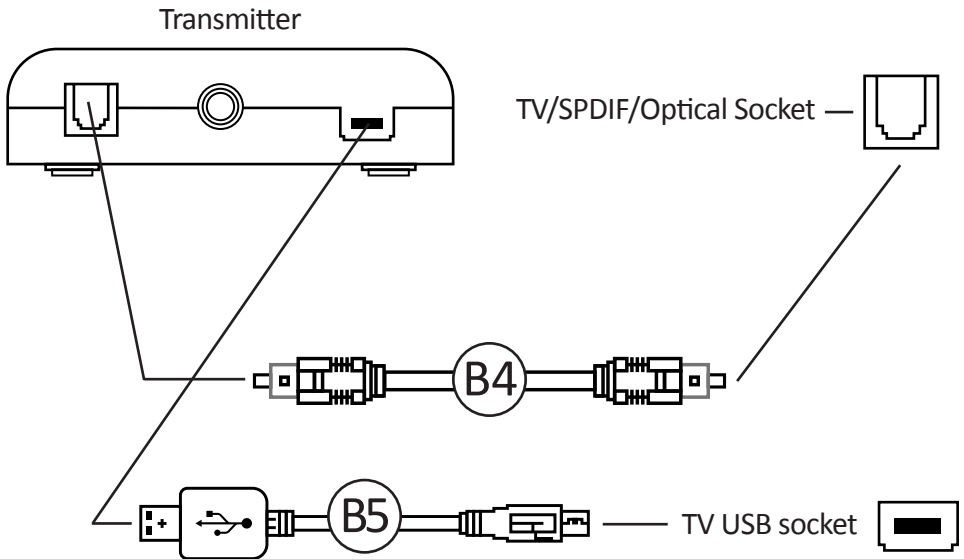 Transmitter
TV/SPDIF/Optical Socket
B4
B5
TV USB socket